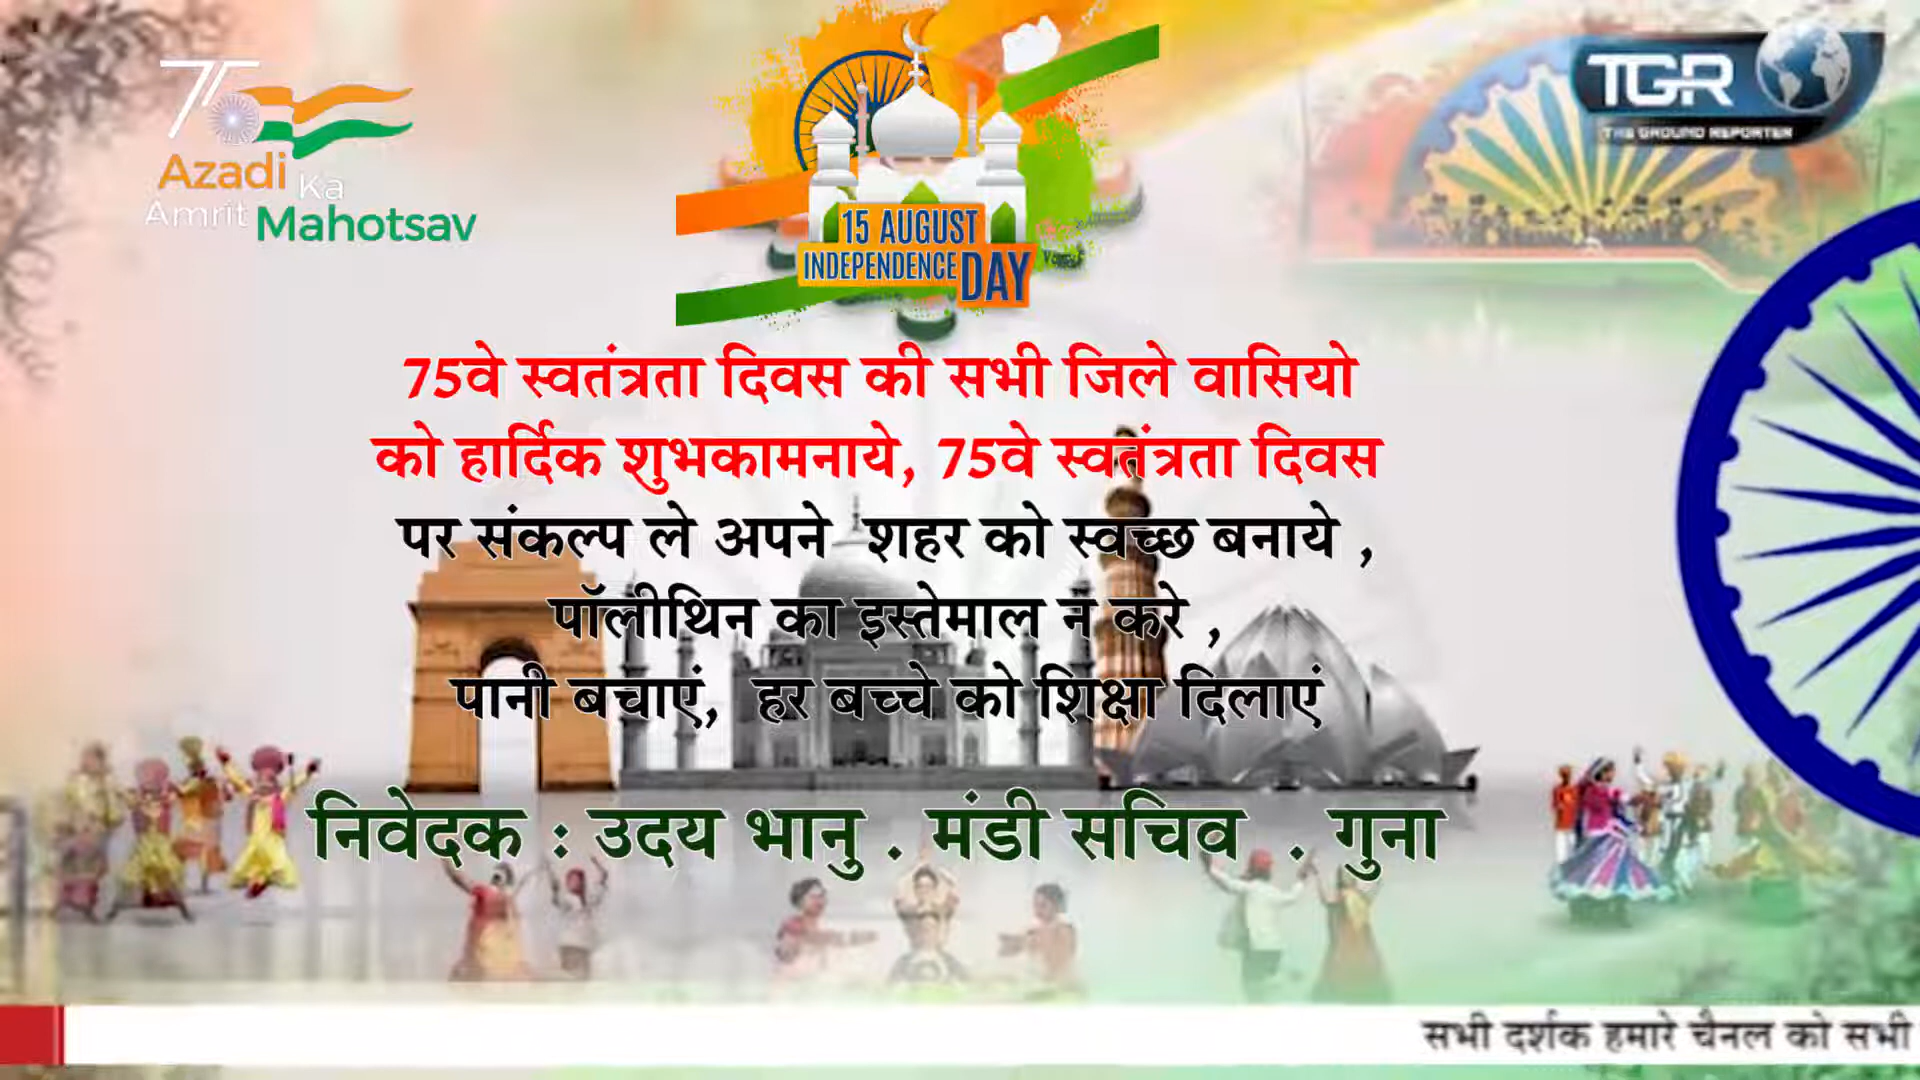 75
Azadi Ka
Amrit Mahotsav
15 AUGUST
INDEPENDENCE DAY
TGR
THE GROUND REPORTER
75वे स्वतंत्रता दिवस की सभी जिले वासियो
को हार्दिक शुभकामनाये, 75वे स्वतंत्रता दिवस
पर संकल्प ले अपने शहर को स्वच्छ बनाये ,
पॉलीथिन का इस्तेमाल न करे ,
पानी बचाएं, हर बच्चे को शिक्षा दिलाएं
निवेदक : उदय भानु . मंडी सचिव . गुना
सभी दर्शक हमारे चैनल को सभी